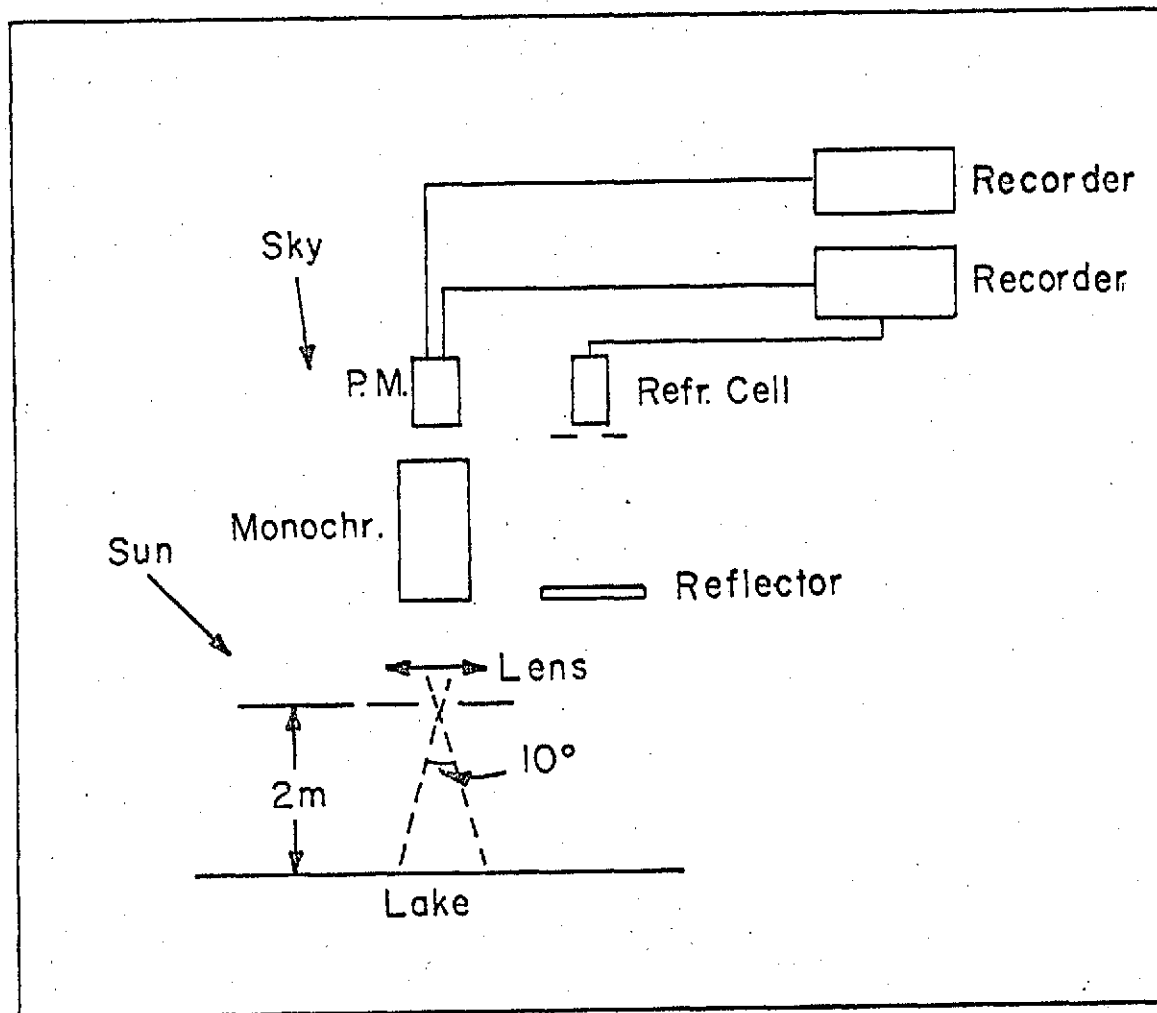 Recorder
Sky
Recorder
P.M.
Refr. Cell
Monochr.
Sun
Reflector
Lens
10°
2m
Lake